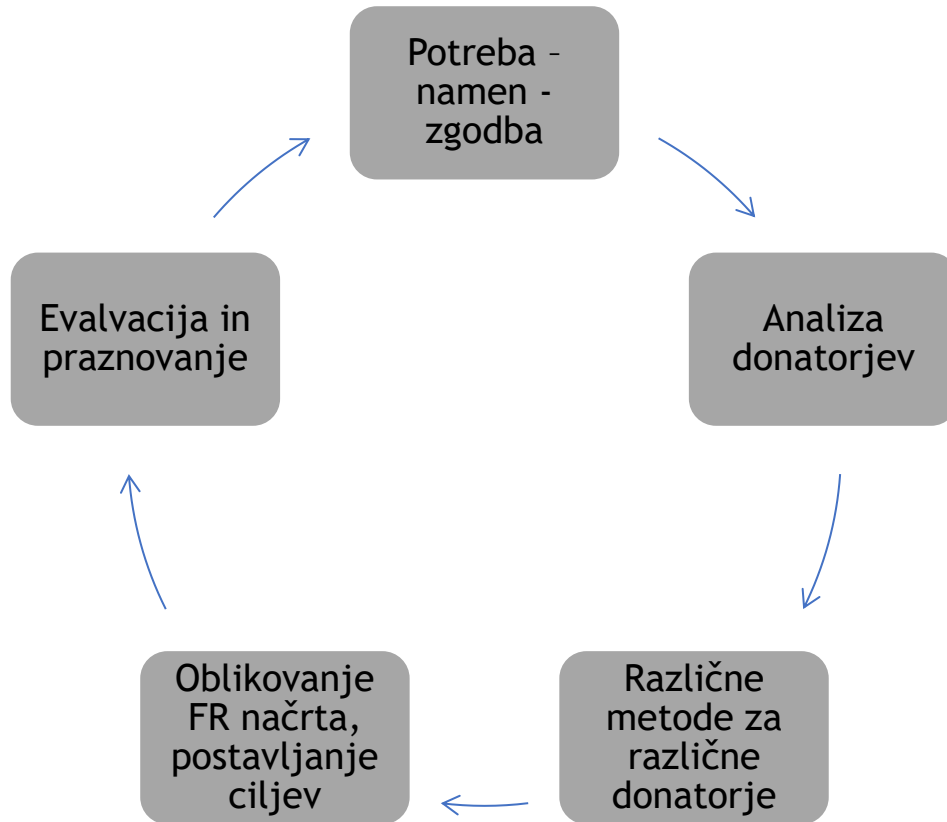 Potreba –
namen -
zgodba
Analiza
donatorjev
Različne
metode za
različne
donatorje
Oblikovanje
FR načrta,
postavljanje
ciljev
Evalvacija in
praznovanje